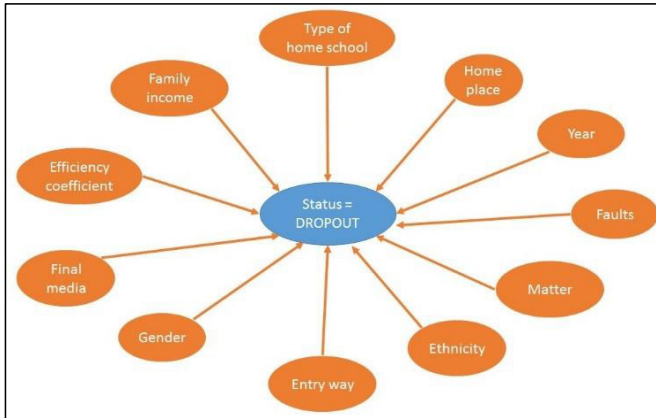 Type of
home school
Family
income
Home
place
Year
Efficiency
coefficient
Status =
DROPOUT
Faults
Final
media
Matter
Gender
Ethnicity
Entry way